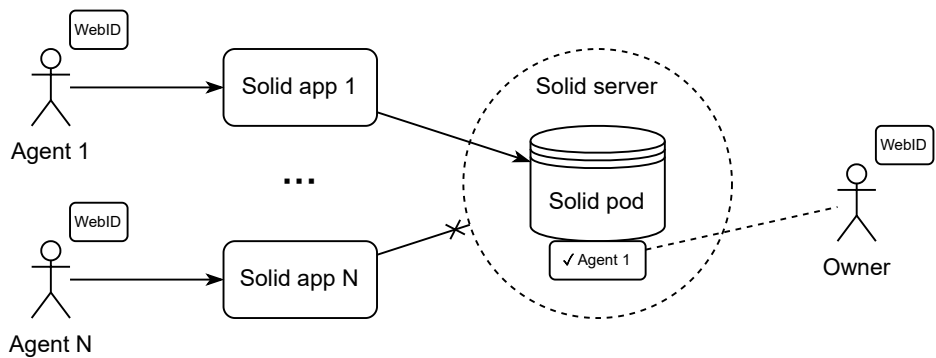 WebID
Agent 1
Solid app 1
...
WebID
Agent N
Solid app N
Solid server
Solid pod
✓ Agent 1
WebID
Owner